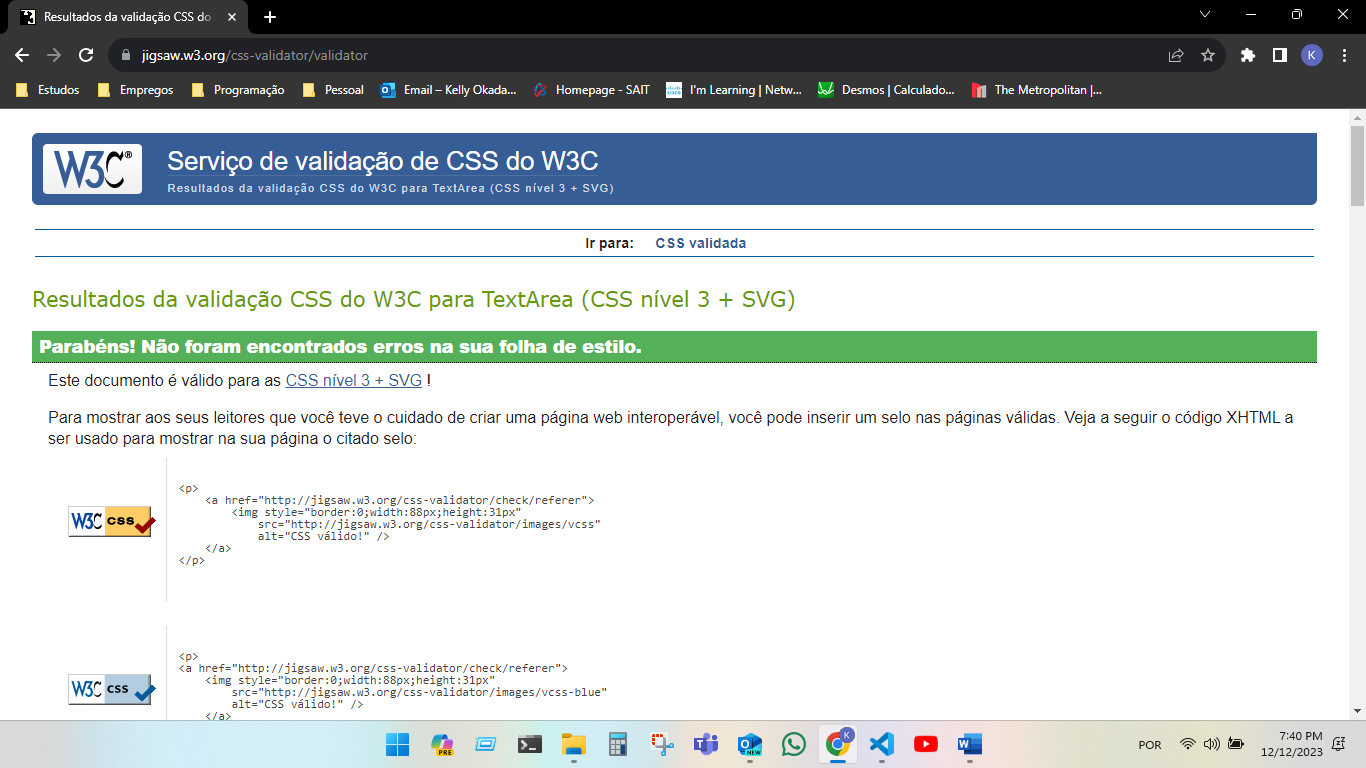 Resultados da validação CSS do
jigsaw.w3.org/css-validator/validator
K
Estudos
Empregos
Programação
Pessoal
Email – Kelly Okada...
Homepage - SAIT
I'm Learning | Netw...
Desmos | Calculado...
The Metropolitan |...
W3C®
Serviço de validação de CSS do W3C
Resultados da validação CSS do W3C para TextArea (CSS nível 3 + SVG)
Ir para: CSS validada
Resultados da validação CSS do W3C para TextArea (CSS nível 3 + SVG)
Parabéns! Não foram encontrados erros na sua folha de estilo.
Este documento é válido para as CSS nível 3 + SVG !
Para mostrar aos seus leitores que você teve o cuidado de criar uma página web interoperável, você pode inserir um selo nas páginas válidas. Veja a seguir o código XHTML a
ser usado para mostrar na sua página o citado selo:
W3C css
<p>
<a href="http://jigsaw.w3.org/css-validator/check/referer">
<img style="border:0;width:88px;height:31px"
src="http://jigsaw.w3.org/css-validator/images/vcss"
alt="CSS válido!" />
</a>
</p>
W3C css
<p>
<a href="http://jigsaw.w3.org/css-validator/check/referer">
<img style="border:0;width:88px;height:31px"
src="http://jigsaw.w3.org/css-validator/images/vcss-blue"
alt="CSS válido!" />
</a>
PRE
NEW
K
POR
7:40 PM
12/12/2023